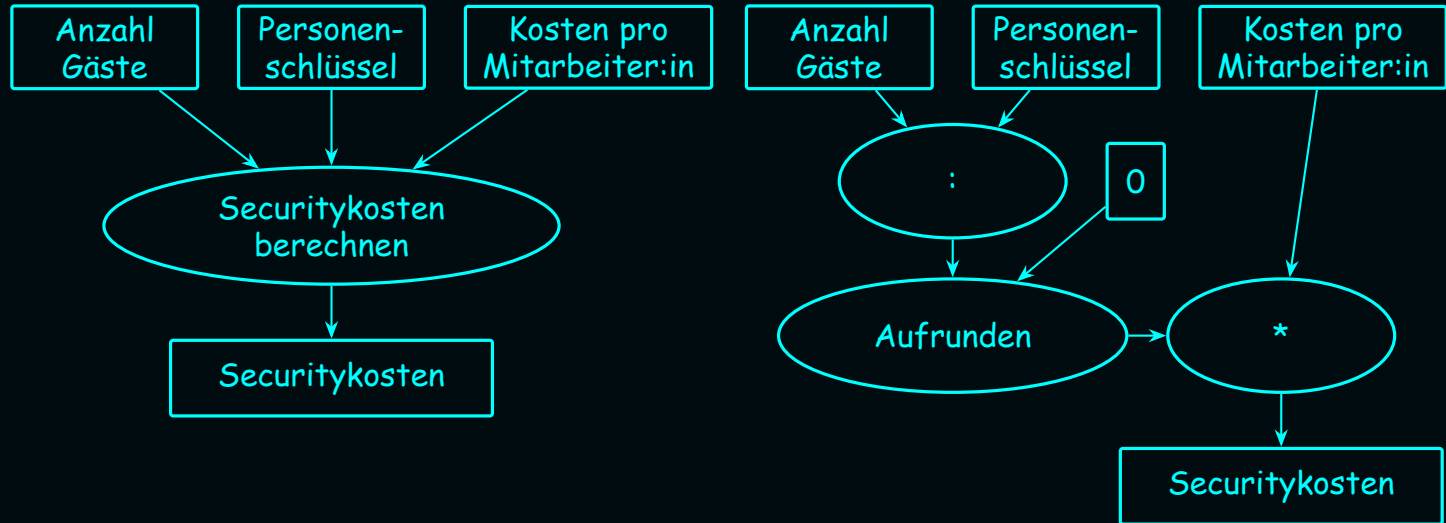 Anzahl
Gäste
Personen-
schlüssel
Kosten pro
Mitarbeiter:in
Securitykosten
berechnen
Securitykosten
Anzahl
Gäste
Personen-
schlüssel
Kosten pro
Mitarbeiter:in
:
0
Aufrunden
*
Securitykosten